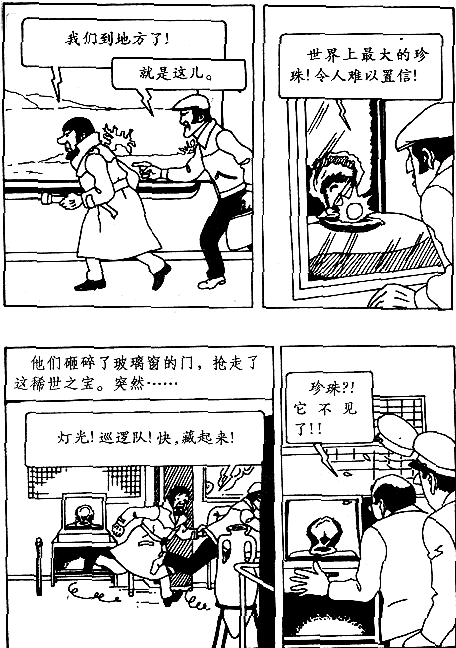 我们到地方了!
就是这儿。
世界上最大的珍
珠!令人难以置信!
他们砸碎了玻璃窗的门，抢走了
这稀世之宝。突然……
灯光!巡逻队!快,藏起来!
珍珠?!
它不见
了!!